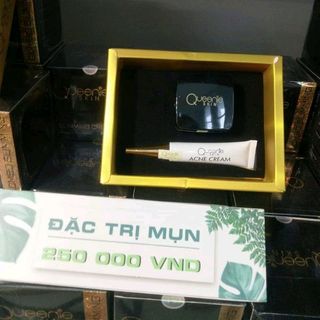 Queenie
SKIN
Queenie
ACNE CREAM
ĐẶC TRỊ MỤN
250 000 VND